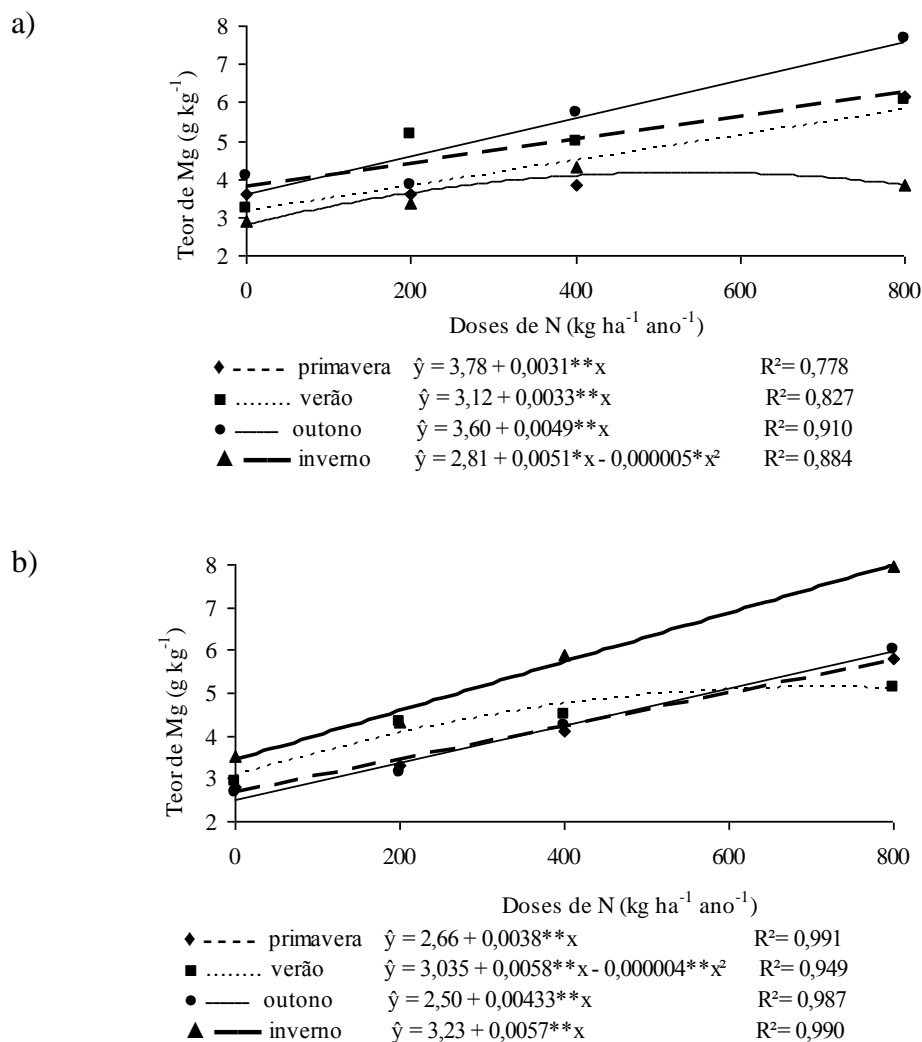 a)
Teor de Mg (g kg⁻¹)
8
7
6
5
4
3
2
0 200 400 600 800
Doses de N (kg ha⁻¹ ano⁻¹)
primavera ŷ = 3,78 + 0,0031**x R²= 0,778
verão ŷ = 3,12 + 0,0033**x R²= 0,827
outono ŷ = 3,60 + 0,0049**x R²= 0,910
inverno ŷ = 2,81 + 0,0051*x - 0,000005*x² R²= 0,884
b)
Teor de Mg (g kg⁻¹)
8
7
6
5
4
3
2
0 200 400 600 800
Doses de N (kg ha⁻¹ ano⁻¹)
primavera ŷ = 2,66 + 0,0038**x R²= 0,991
verão ŷ = 3,035 + 0,0058**x - 0,000004**x² R²= 0,949
outono ŷ = 2,50 + 0,00433**x R²= 0,987
inverno ŷ = 3,23 + 0,0057**x R²= 0,990